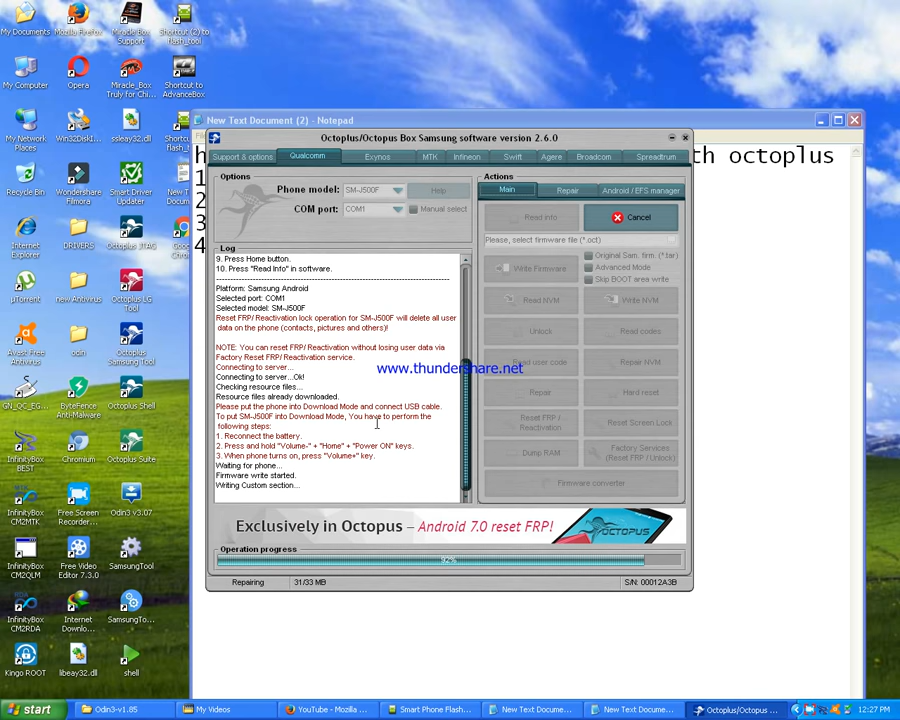 My Documents
Mozilla Firefox
Miracle Box
Support
Shortcut (2) to
flash_tool
My Computer
Opera
Miracle_Box
Truly for Chi...
Shortcut to
AdvanceBox
My Network
Places
Win32DiskI...
ssleay32.dll
Recycle Bin
Wondershare
Filmora
Smart Driver
Updater
Internet
Explorer
DRIVERS
Octoplus JTAG
µTorrent
new Antivirus
Octoplus LG
Tool
Avast Free
Antivirus
odin
Octoplus
Samsung Tool
GN_QC_EG...
ByteFence
Anti-Malware
Octoplus Shell
InfinityBox
BEST
Chromium
Octoplus Suite
InfinityBox
CM2MTK
Free Screen
Recorder...
Odin3 v3.07
InfinityBox
CM2QLM
Free Video
Editor 7.3.0
SamsungTool
InfinityBox
CM2RDA
Internet
Downlo...
SamsungTo...
Kingo ROOT
libeay32.dll
shell
New Text Document (2) - Notepad
th octoplus
1
2
3
4
Octoplus/Octopus Box Samsung software version 2.6.0
Support & options
Qualcomm
Exynos
MTK
Infineon
Swift
Agere
Broadcom
Spreadtrum
Options
Phone model:
SM-J500F
Help
COM port:
COM1
Manual select
Log
9. Press Home button.
10. Press "Read Info" in software.
Platform: Samsung Android
Selected port: COM1
Selected model: SM-J500F
Reset FRP/ Reactivation lock operation for SM-J500F will delete all user
data on the phone (contacts, pictures and others)!
NOTE: You can reset FRP/ Reactivation without losing user data via
Factory Reset FRP/ Reactivation service.
Connecting to server...
Connecting to server...Ok!
Checking resource files...
Resource files already downloaded.
Please put the phone into Download Mode and connect USB cable.
To put SM-J500F into Download Mode, You have to perform the
following steps:
1. Reconnect the battery.
2. Press and hold "Volume-" + "Home" + "Power ON" keys.
3. When phone turns on, press "Volume+" key.
Waiting for phone...
Firmware write started.
Writing Custom section...
Actions
Main
Repair
Android / EFS manager
Read info
Cancel
Please, select firmware file (*.oct)
Write Firmware
Original Sam. firm. (*.tar)
Advanced Mode
Skip BOOT area write
Read NVM
Write NVM
Unlock
Read codes
Read user code
Repair NVM
Repair
Hard reset
Reset FRP /
Reactivation
Reset Screen Lock
Dump RAM
Factory Services
(Reset FRP / Unlock)
Firmware converter
www.thundershare.net
Exclusively in Octopus – Android 7.0 reset FRP!
OCTOPUS
Operation progress
92%
Repairing
31/33 MB
S/N: 00012A3B
start
Odin3-v1.85
My Videos
YouTube - Mozilla ...
Smart Phone Flash...
New Text Docume...
New Text Docume...
Octoplus/Octopus ...
12:27 PM